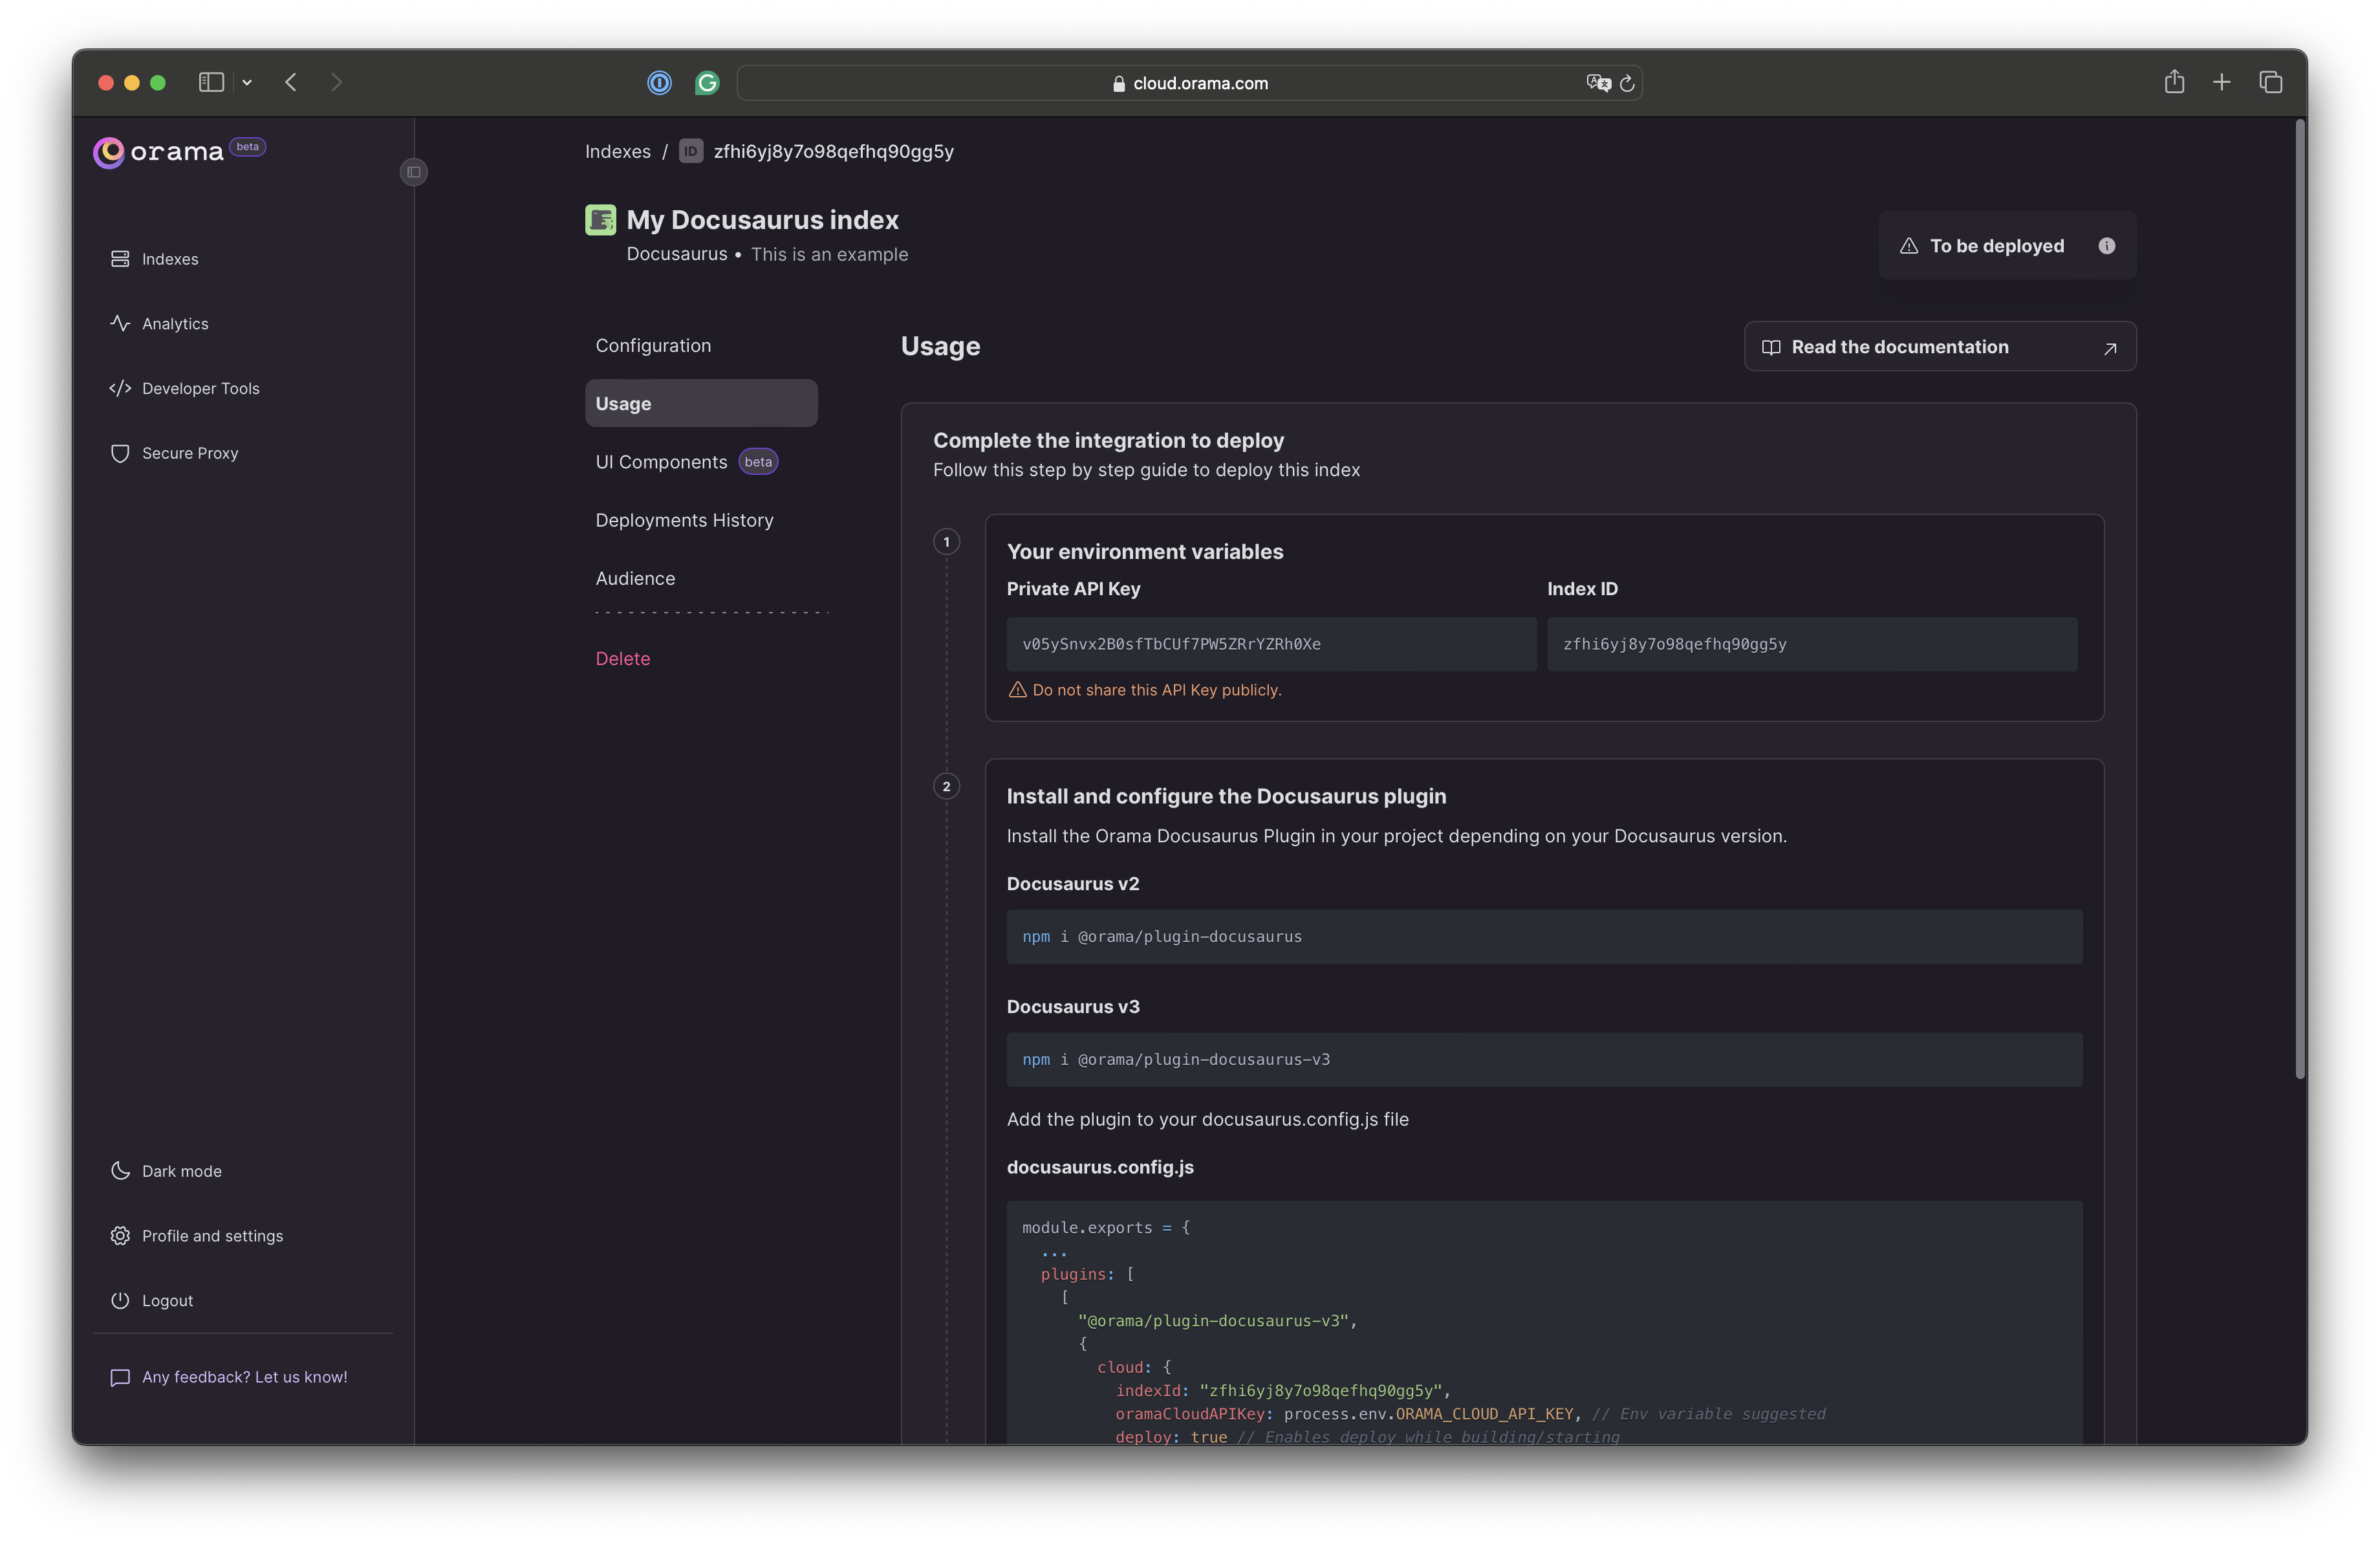 cloud.orama.com
orama beta
Indexes
Analytics
Developer Tools
Secure Proxy
Dark mode
Profile and settings
Logout
Any feedback? Let us know!
Indexes / ID zfhi6yj8y7o98qefhq90gg5y
My Docusaurus index
Docusaurus • This is an example
To be deployed
Configuration
Usage
UI Components beta
Deployments History
Audience
Delete
Usage
Read the documentation
Complete the integration to deploy
Follow this step by step guide to deploy this index
1
Your environment variables
Private API Key
Index ID
v05ySnvx2B0sfTbCUf7PW5ZRrYZRh0Xe
zfhi6yj8y7o98qefhq90gg5y
Do not share this API Key publicly.
2
Install and configure the Docusaurus plugin
Install the Orama Docusaurus Plugin in your project depending on your Docusaurus version.
Docusaurus v2
npm i @orama/plugin-docusaurus
Docusaurus v3
npm i @orama/plugin-docusaurus-v3
Add the plugin to your docusaurus.config.js file
docusaurus.config.js
module.exports = {
...
plugins: [
[
"@orama/plugin-docusaurus-v3",
{
cloud: {
indexId: "zfhi6yj8y7o98qefhq90gg5y",
oramaCloudAPIKey: process.env.ORAMA_CLOUD_API_KEY, // Env variable suggested
deploy: true // Enables deploy while building/starting